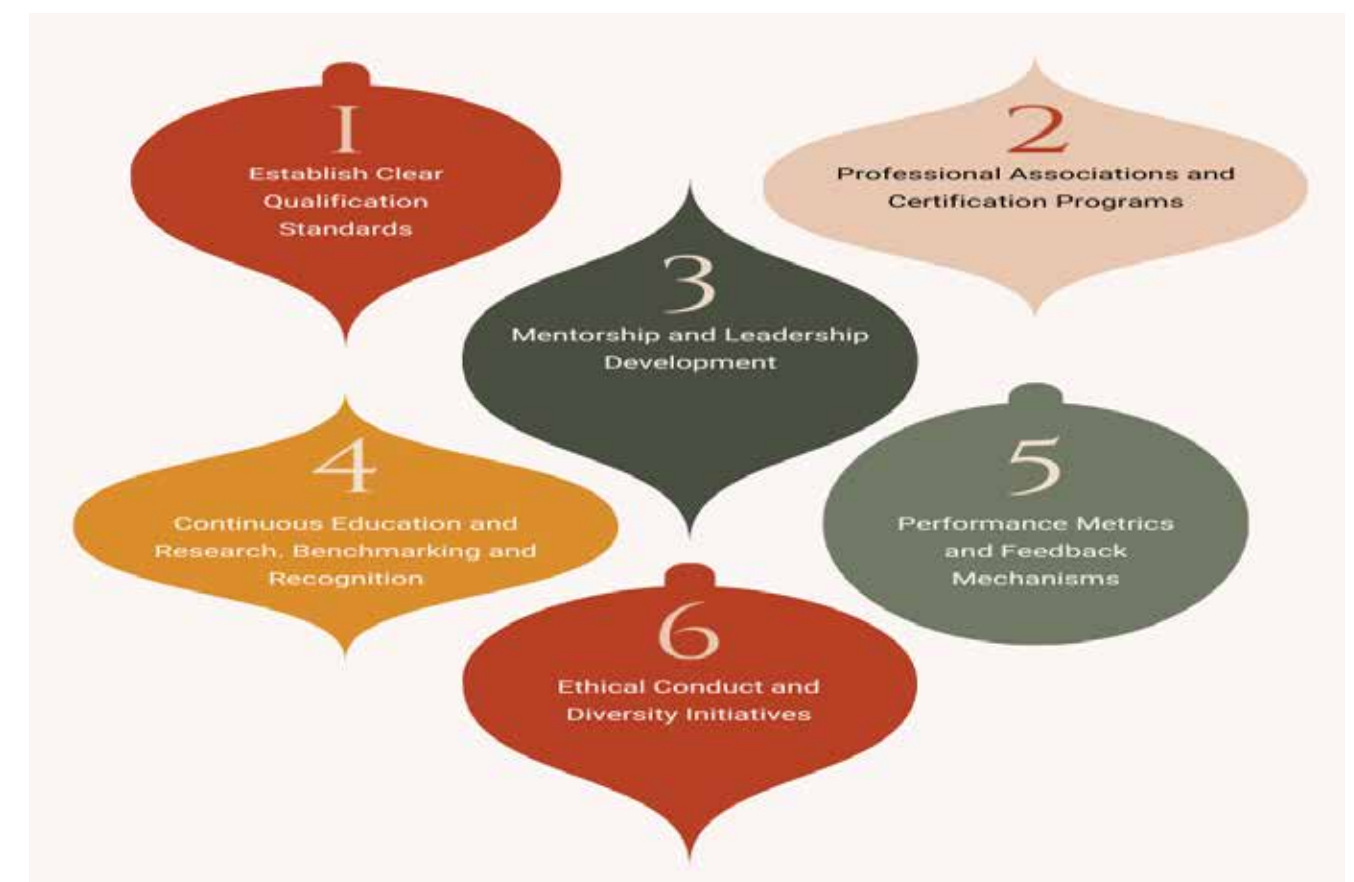 1
Establish Clear
Qualification
Standards
2
Professional Associations and
Certification Programs
3
Mentorship and Leadership
Development
4
Continuous Education and
Research, Benchmarking and
Recognition
5
Performance Metrics
and Feedback
Mechanisms
6
Ethical Conduct and
Diversity Initiatives